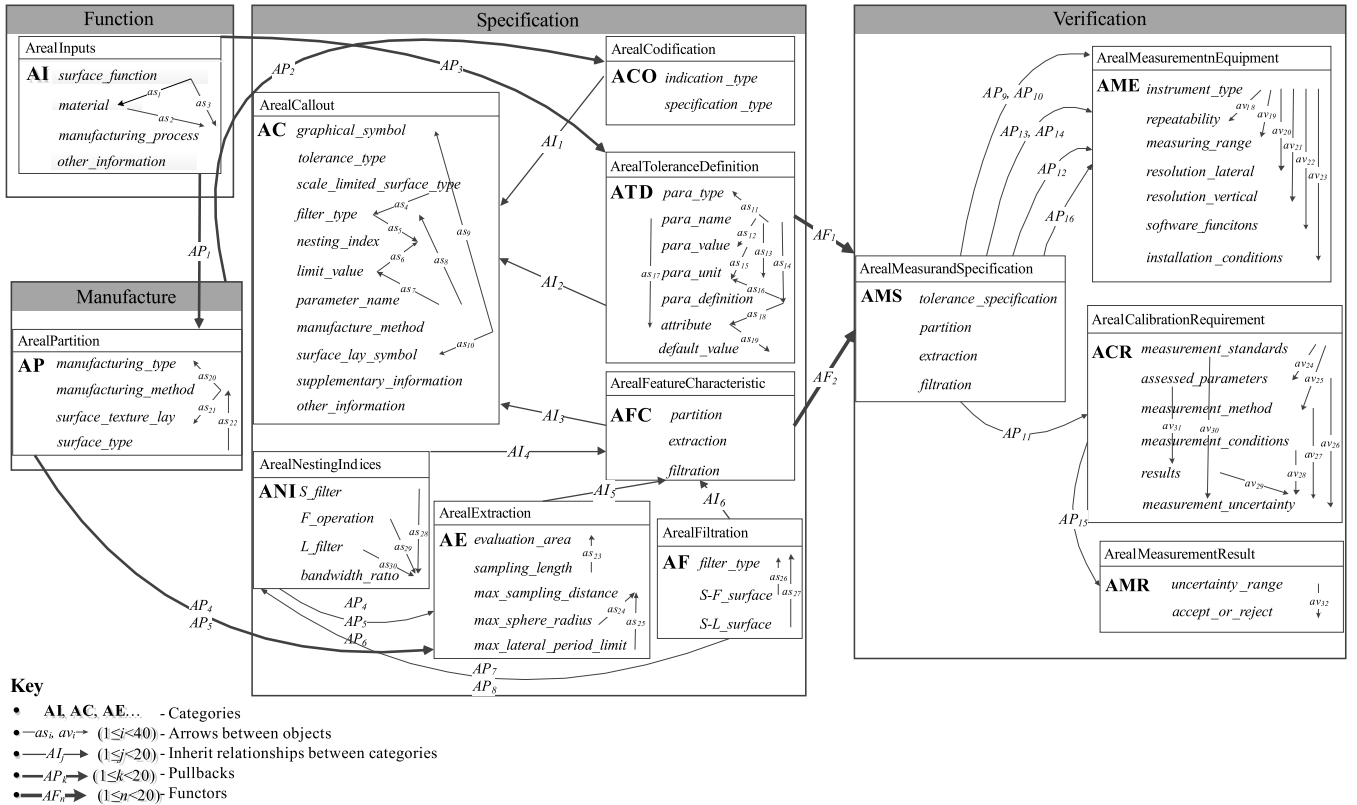 Function
ArealInputs
AI surface_function
material
manufacturing_process
other_information
as1
as2
as3
AP1
AP2
AP3
Manufacture
ArealPartition
AP manufacturing_type
manufacturing_method
surface_texture_lay
surface_type
as20
as21
as22
AP4
AP5
Specification
ArealCallout
AC graphical_symbol
tolerance_type
scale_limited_surface_type
filter_type
nesting_index
limit_value
parameter_name
manufacture_method
surface_lay_symbol
supplementary_information
other_information
as4
as5
as6
as7
as8
as9
as10
ArealCodification
ACO indication_type
specification_type
AI1
ArealToleranceDefinition
ATD para_type
para_name
para_value
para_unit
para_definition
attribute
default_value
as11
as12
as13
as14
as15
as16
as17
as18
as19
AI2
ArealFeatureCharacteristic
AFC partition
extraction
filtration
AI3
AI4
AI5
AI6
ArealNestingIndices
ANI S_filter
F_operation
L_filter
bandwidth_ratio
as28
as29
as30
ArealExtraction
AE evaluation_area
sampling_length
max_sampling_distance
max_sphere_radius
max_lateral_period_limit
as23
as24
as25
ArealFiltration
AF filter_type
S-F_surface
S-L_surface
as26
as27
AP4
AP5
AP6
AP7
AP8
AF1
AF2
Verification
ArealMeasurandSpecification
AMS tolerance_specification
partition
extraction
filtration
AP9, AP10
AP13, AP14
AP12
AP16
AP11
AP15
ArealMeasurementnEquipment
AME instrument_type
repeatability
measuring_range
resolution_lateral
resolution_vertical
software_funcitons
installation_conditions
av18
av19
av20
av21
av22
av23
ArealCalibrationRequirement
ACR measurement_standards
assessed_parameters
measurement_method
measurement_conditions
results
measurement_uncertainty
av24
av25
av26
av27
av28
av29
av30
av31
ArealMeasurementResult
AMR uncertainty_range
accept_or_reject
av32
Key
• AI, AC, AE… - Categories
• asi, avi (1≤i<40) - Arrows between objects
• AIj (1≤j<20) - Inherit relationships between categories
• APk (1≤k<20) - Pullbacks
• AFn (1≤n<20) - Functors